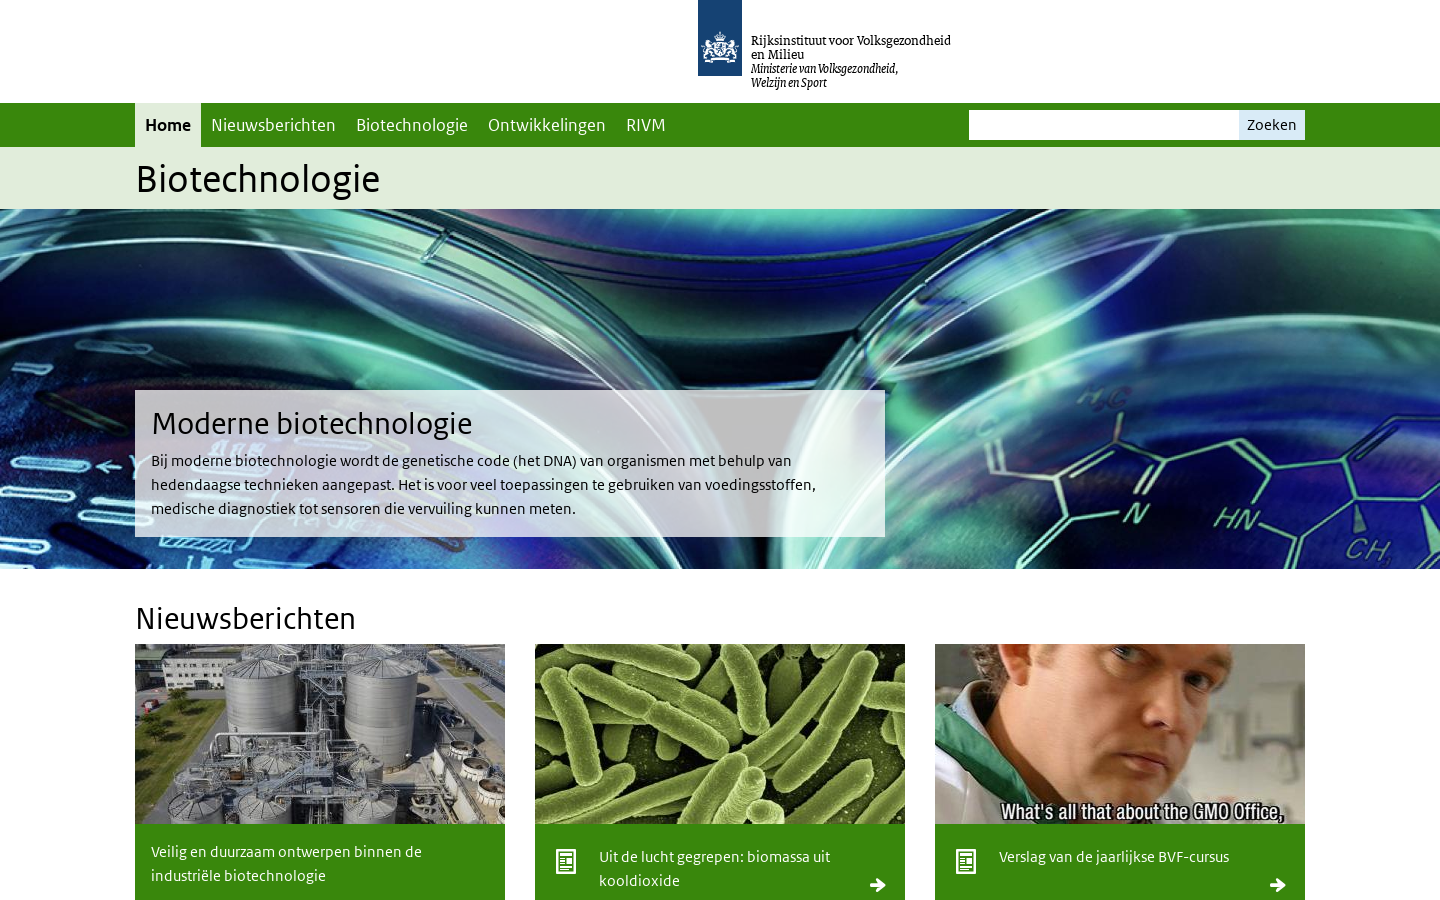 Rijksinstituut voor Volksgezondheid
en Milieu
Ministerie van Volksgezondheid,
Welzijn en Sport
Home Nieuwsberichten Biotechnologie Ontwikkelingen RIVM Zoeken
Biotechnologie
Moderne biotechnologie
Bij moderne biotechnologie wordt de genetische code (het DNA) van organismen met behulp van
hedendaagse technieken aangepast. Het is voor veel toepassingen te gebruiken van voedingsstoffen,
medische diagnostiek tot sensoren die vervuiling kunnen meten.
H₃C
N
HN
CH₃
Nieuwsberichten
What's all that about the GMO Office,
Veilig en duurzaam ontwerpen binnen de
industriële biotechnologie
Uit de lucht gegrepen: biomassa uit
kooldioxide
Verslag van de jaarlijkse BVF-cursus